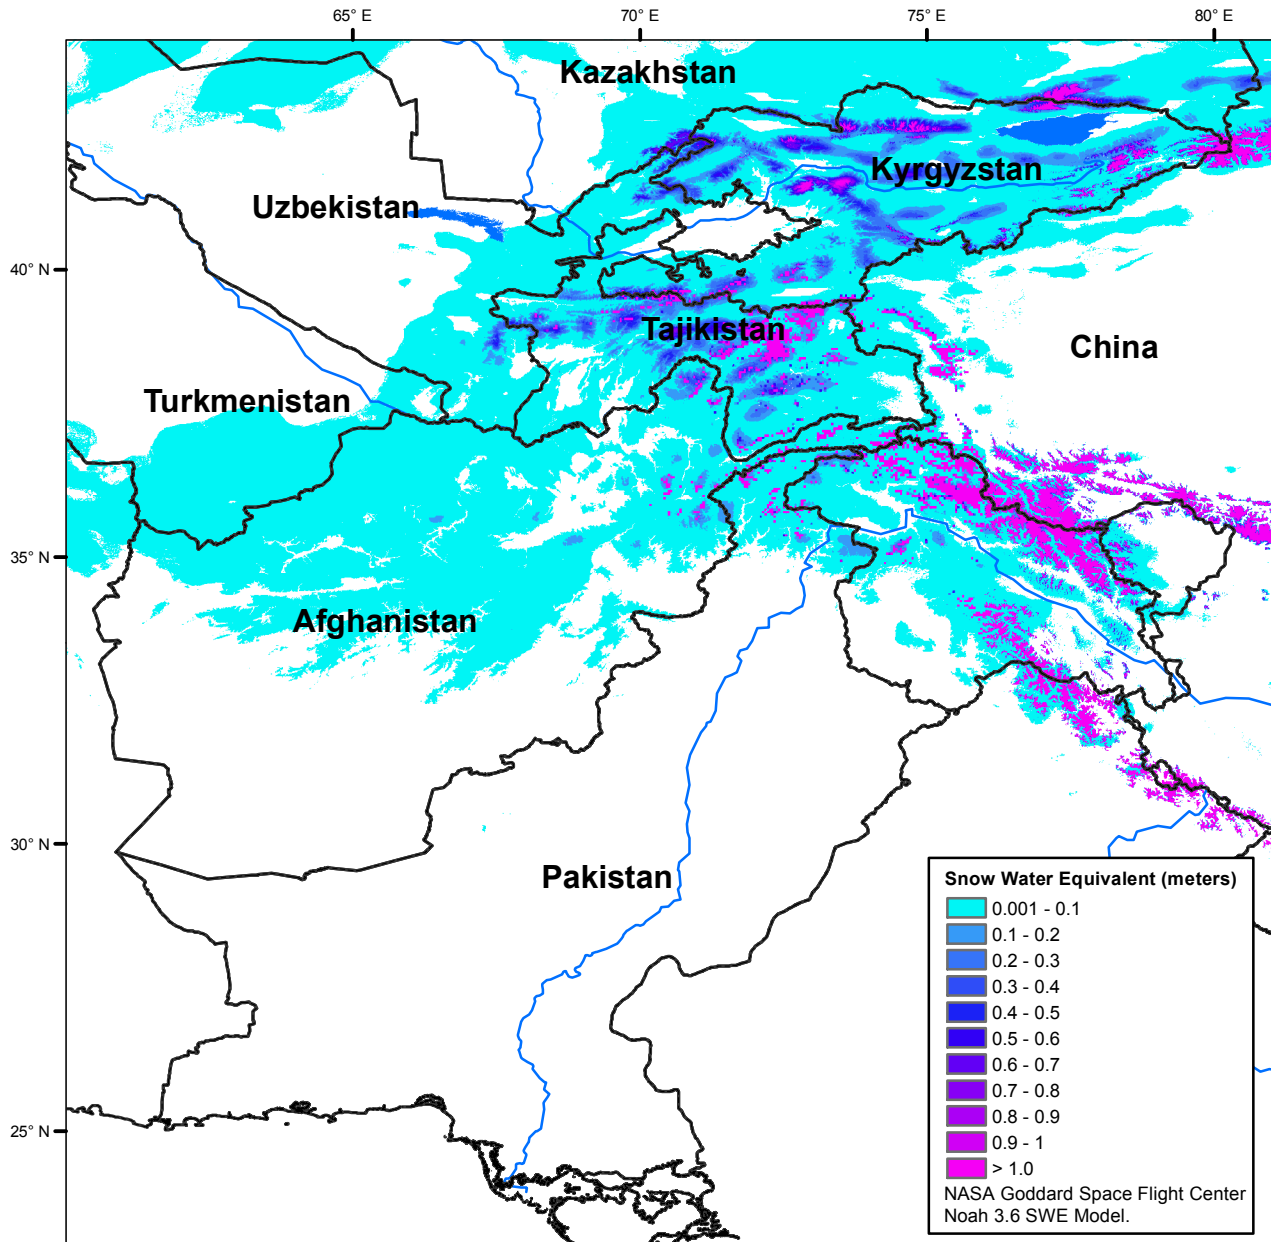 65° E
70° E
75° E
80° E
Kazakhstan
Kyrgyzstan
Uzbekistan
40° N
Tajikistan
China
Turkmenistan
35° N
Afghanistan
30° N
Pakistan
25° N
Snow Water Equivalent (meters)
0.001 - 0.1
0.1 - 0.2
0.2 - 0.3
0.3 - 0.4
0.4 - 0.5
0.5 - 0.6
0.6 - 0.7
0.7 - 0.8
0.8 - 0.9
0.9 - 1
> 1.0
NASA Goddard Space Flight Center
Noah 3.6 SWE Model.